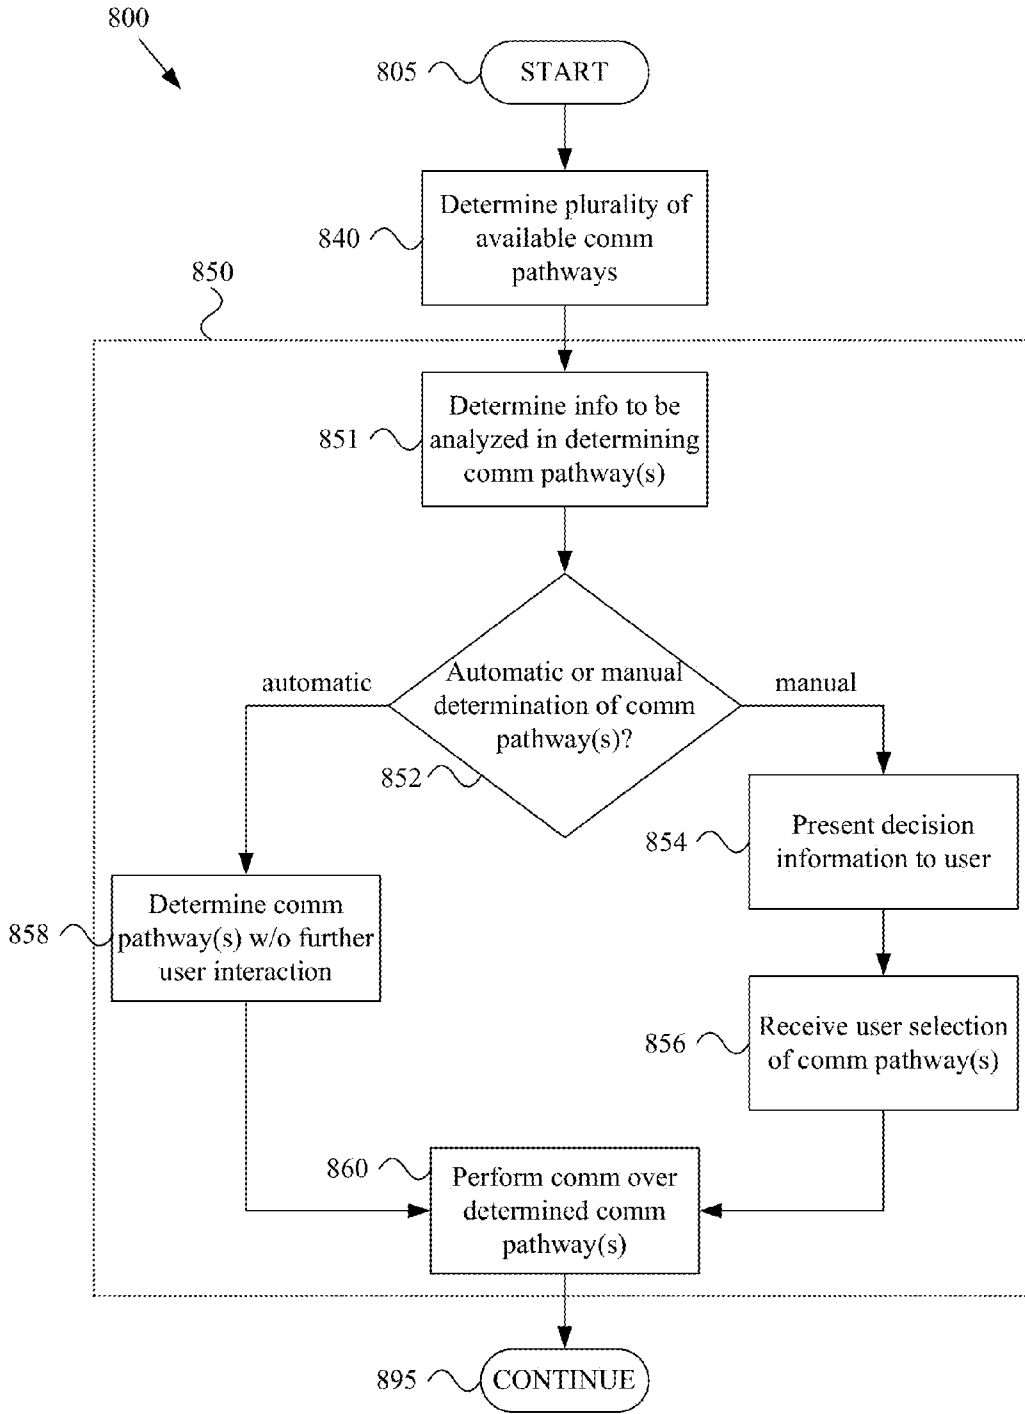 800
805
START
840
Determine plurality of
available comm
pathways
850
851
Determine info to be
analyzed in determining
comm pathway(s)
automatic
Automatic or manual
determination of comm
pathway(s)?
manual
852
854
Present decision
information to user
858
Determine comm
pathway(s) w/o further
user interaction
856
Receive user selection
of comm pathway(s)
860
Perform comm over
determined comm
pathway(s)
895
CONTINUE